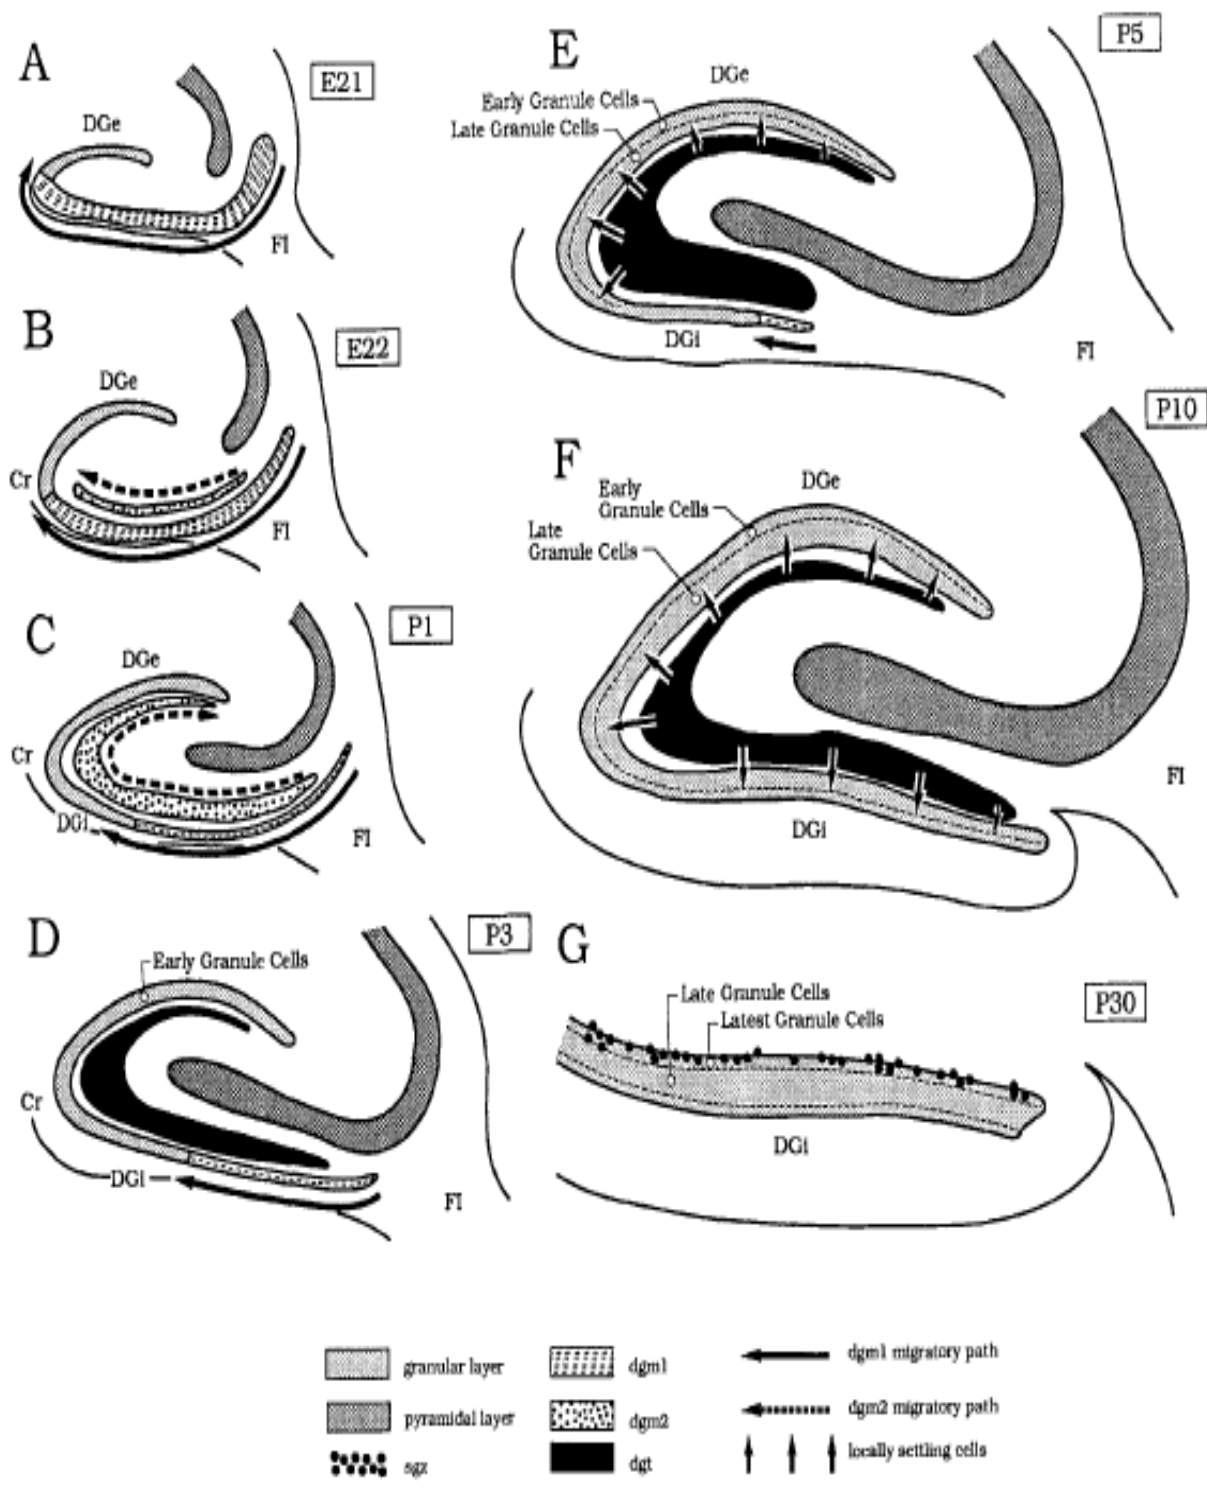 A
E21
DGe
Fl
B
E22
DGe
Cr
Fl
C
P1
DGe
Cr
DGi
Fl
D
P3
Early Granule Cells
Cr
DGi
Fl
E
P5
DGe
Early Granule Cells
Late Granule Cells
DGi
Fl
F
P10
DGe
Early
Granule Cells
Late
Granule Cells
DGi
Fl
G
P30
Late Granule Cells
Latest Granule Cells
DGi
granular layer
pyramidal layer
sgz
dgm1
dgm2
dgt
dgm1 migratory path
dgm2 migratory path
locally settling cells